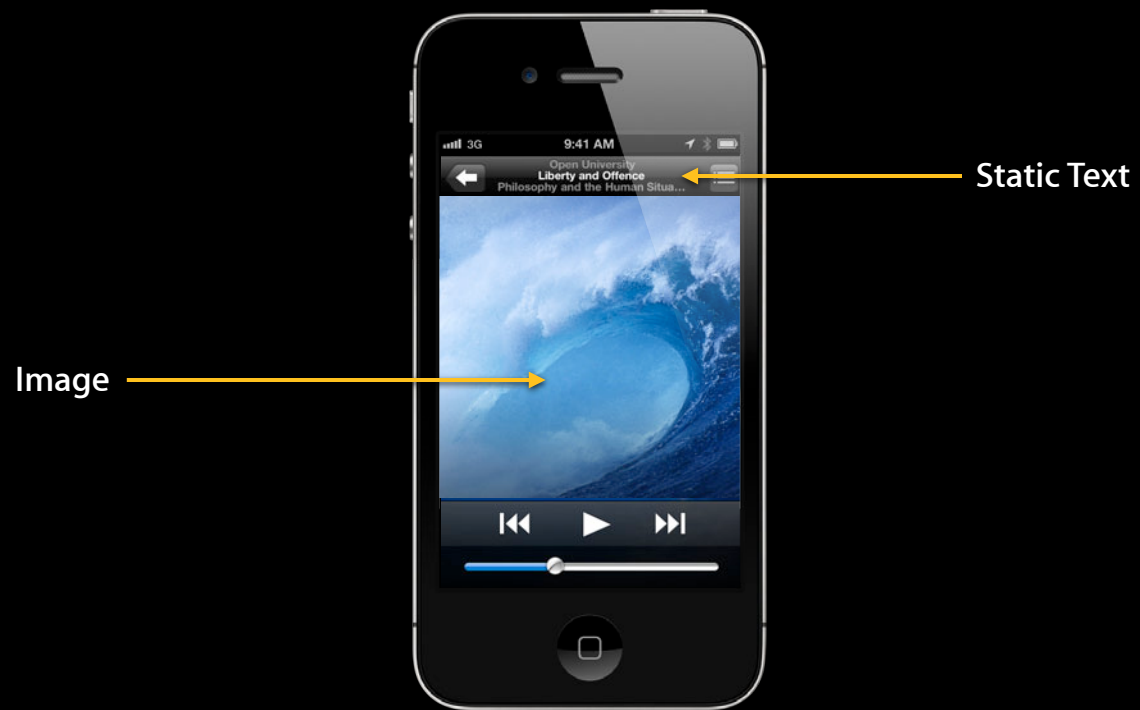 3G 9:41 AM
Open University
Liberty and Offence
Philosophy and the Human Situa...
Static Text
Image